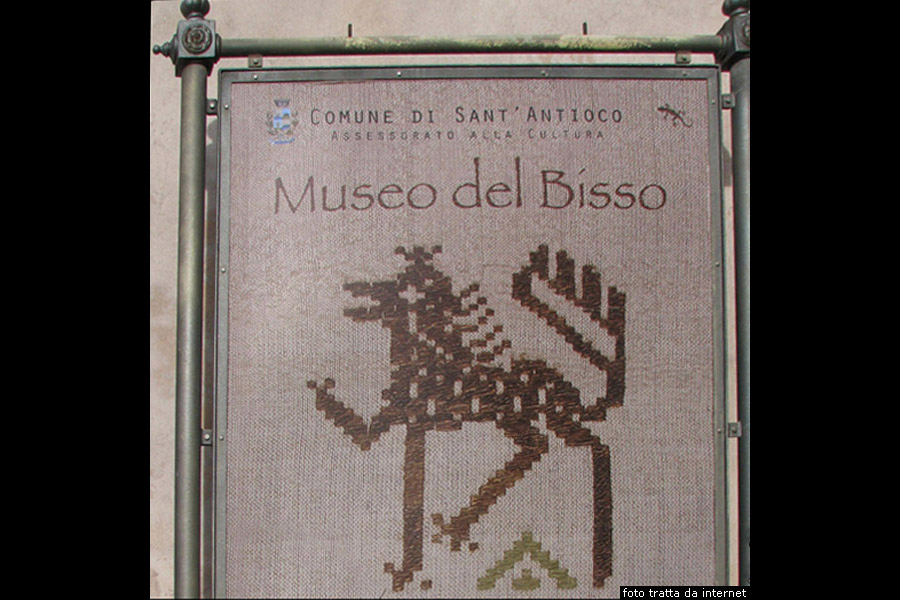 Comune di Sant'Antioco
Assessorato alla Cultura
Museo del Bisso
foto tratta da internet